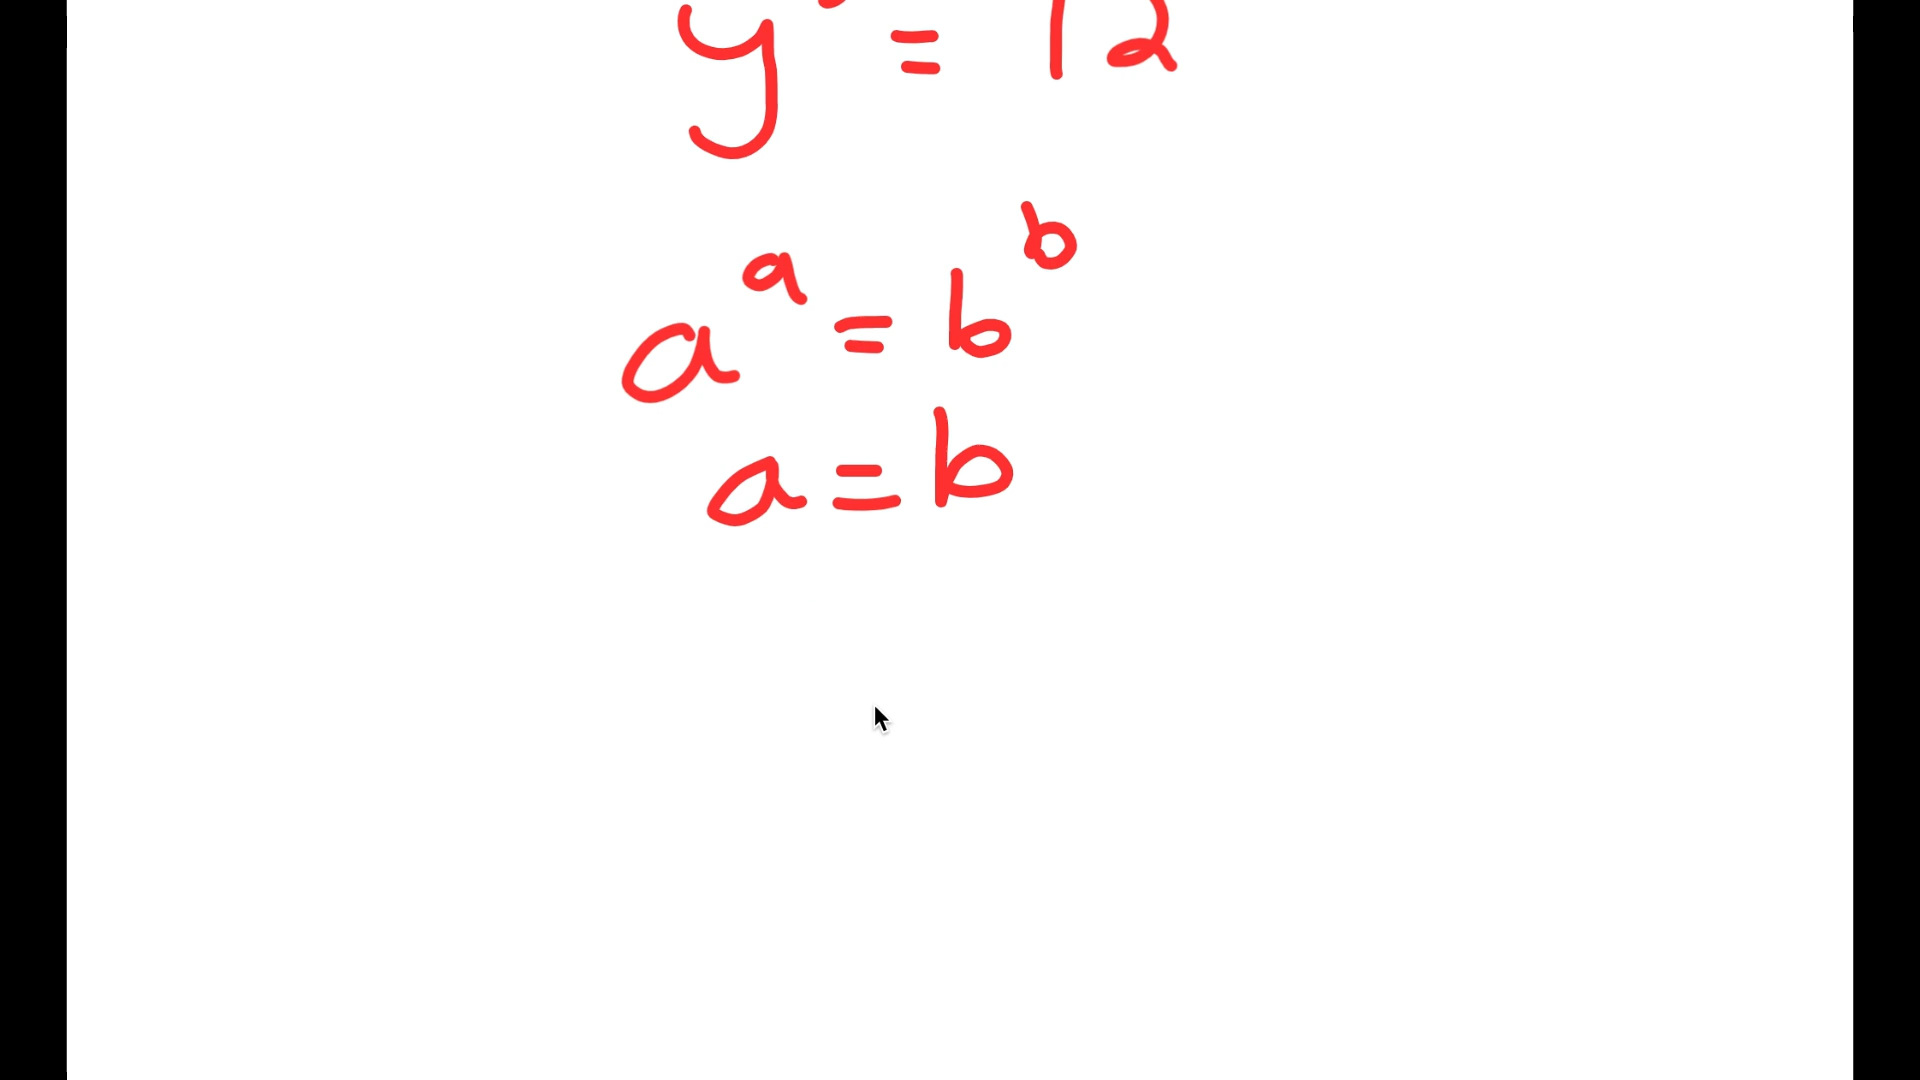 y = 12
a^a = b^b
a = b